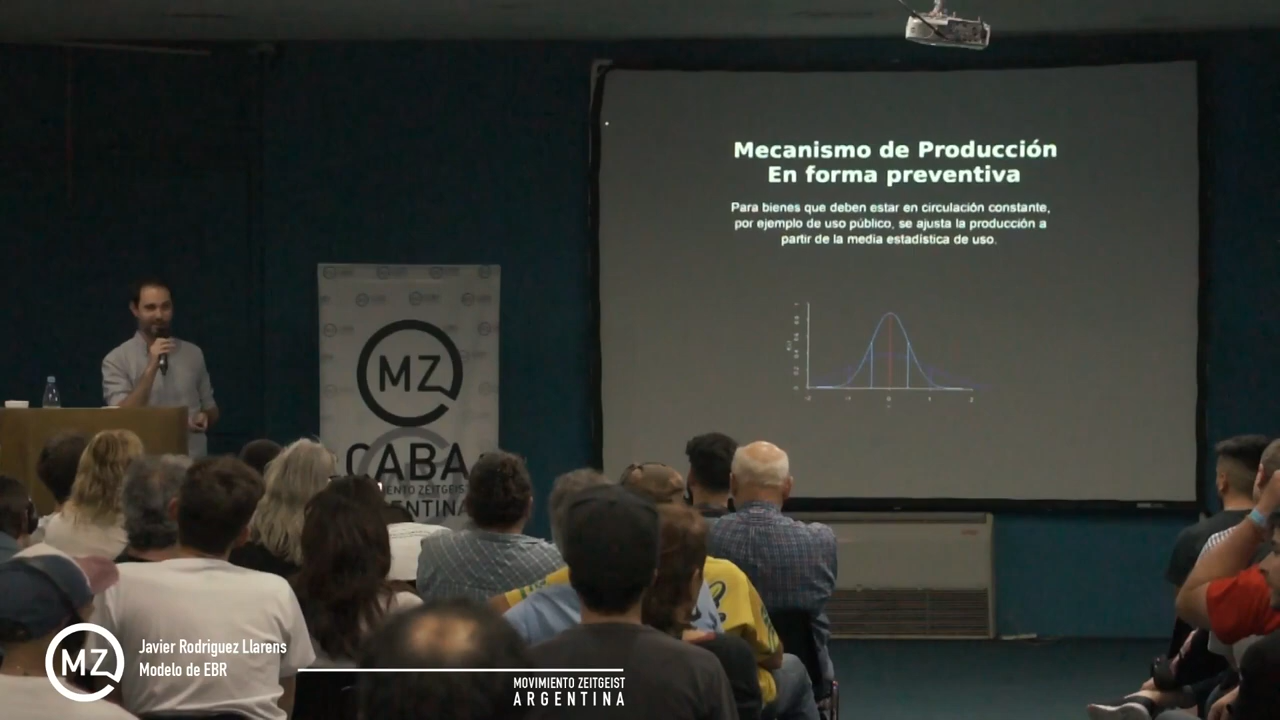 Mecanismo de Producción
En forma preventiva
Para bienes que deben estar en circulación constante,
por ejemplo de uso público, se ajusta la producción a
partir de la media estadística de uso.
MZ
CABA
MZ
Javier Rodriguez Llarens
Modelo de EBR
MOVIMIENTO ZEITGEIST
ARGENTINA